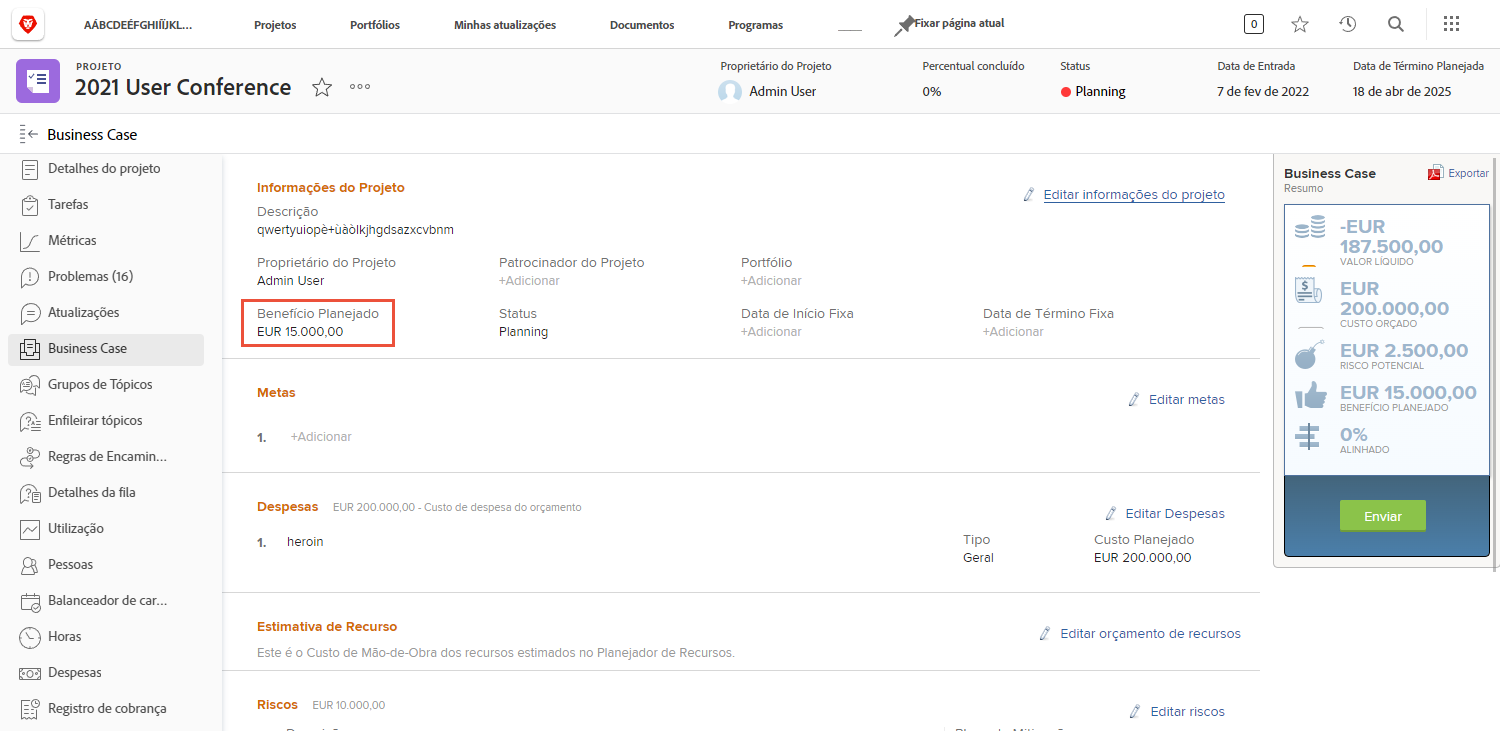 AÁBCDEÉFGHIÍÏJKL...
Projetos
Portfólios
Minhas atualizações
Documentos
Programas
Fixar página atual
0
PROJETO
2021 User Conference
Proprietário do Projeto
Admin User
Percentual concluído
0%
Status
Planning
Data de Entrada
7 de fev de 2022
Data de Término Planejada
18 de abr de 2025
Business Case
Detalhes do projeto
Tarefas
Métricas
Problemas (16)
Atualizações
Business Case
Grupos de Tópicos
Enfileirar tópicos
Regras de Encamin...
Detalhes da fila
Utilização
Pessoas
Balanceador de car...
Horas
Despesas
Registro de cobrança
Informações do Projeto
Editar informações do projeto
Descrição
qwertyuiopè+ùàòlkjhgdsazxcvbnm
Proprietário do Projeto
Admin User
Patrocinador do Projeto
+Adicionar
Portfólio
+Adicionar
Benefício Planejado
EUR 15.000,00
Status
Planning
Data de Início Fixa
+Adicionar
Data de Término Fixa
+Adicionar
Metas
Editar metas
1. +Adicionar
Despesas EUR 200.000,00 - Custo de despesa do orçamento
Editar Despesas
1. heroin
Tipo
Geral
Custo Planejado
EUR 200.000,00
Estimativa de Recurso
Editar orçamento de recursos
Este é o Custo de Mão-de-Obra dos recursos estimados no Planejador de Recursos.
Riscos EUR 10.000,00
Editar riscos
Business Case
Resumo
Exportar
-EUR
187.500,00
VALOR LÍQUIDO
EUR
200.000,00
CUSTO ORÇADO
EUR 2.500,00
RISCO POTENCIAL
EUR 15.000,00
BENEFÍCIO PLANEJADO
0%
ALINHADO
Enviar